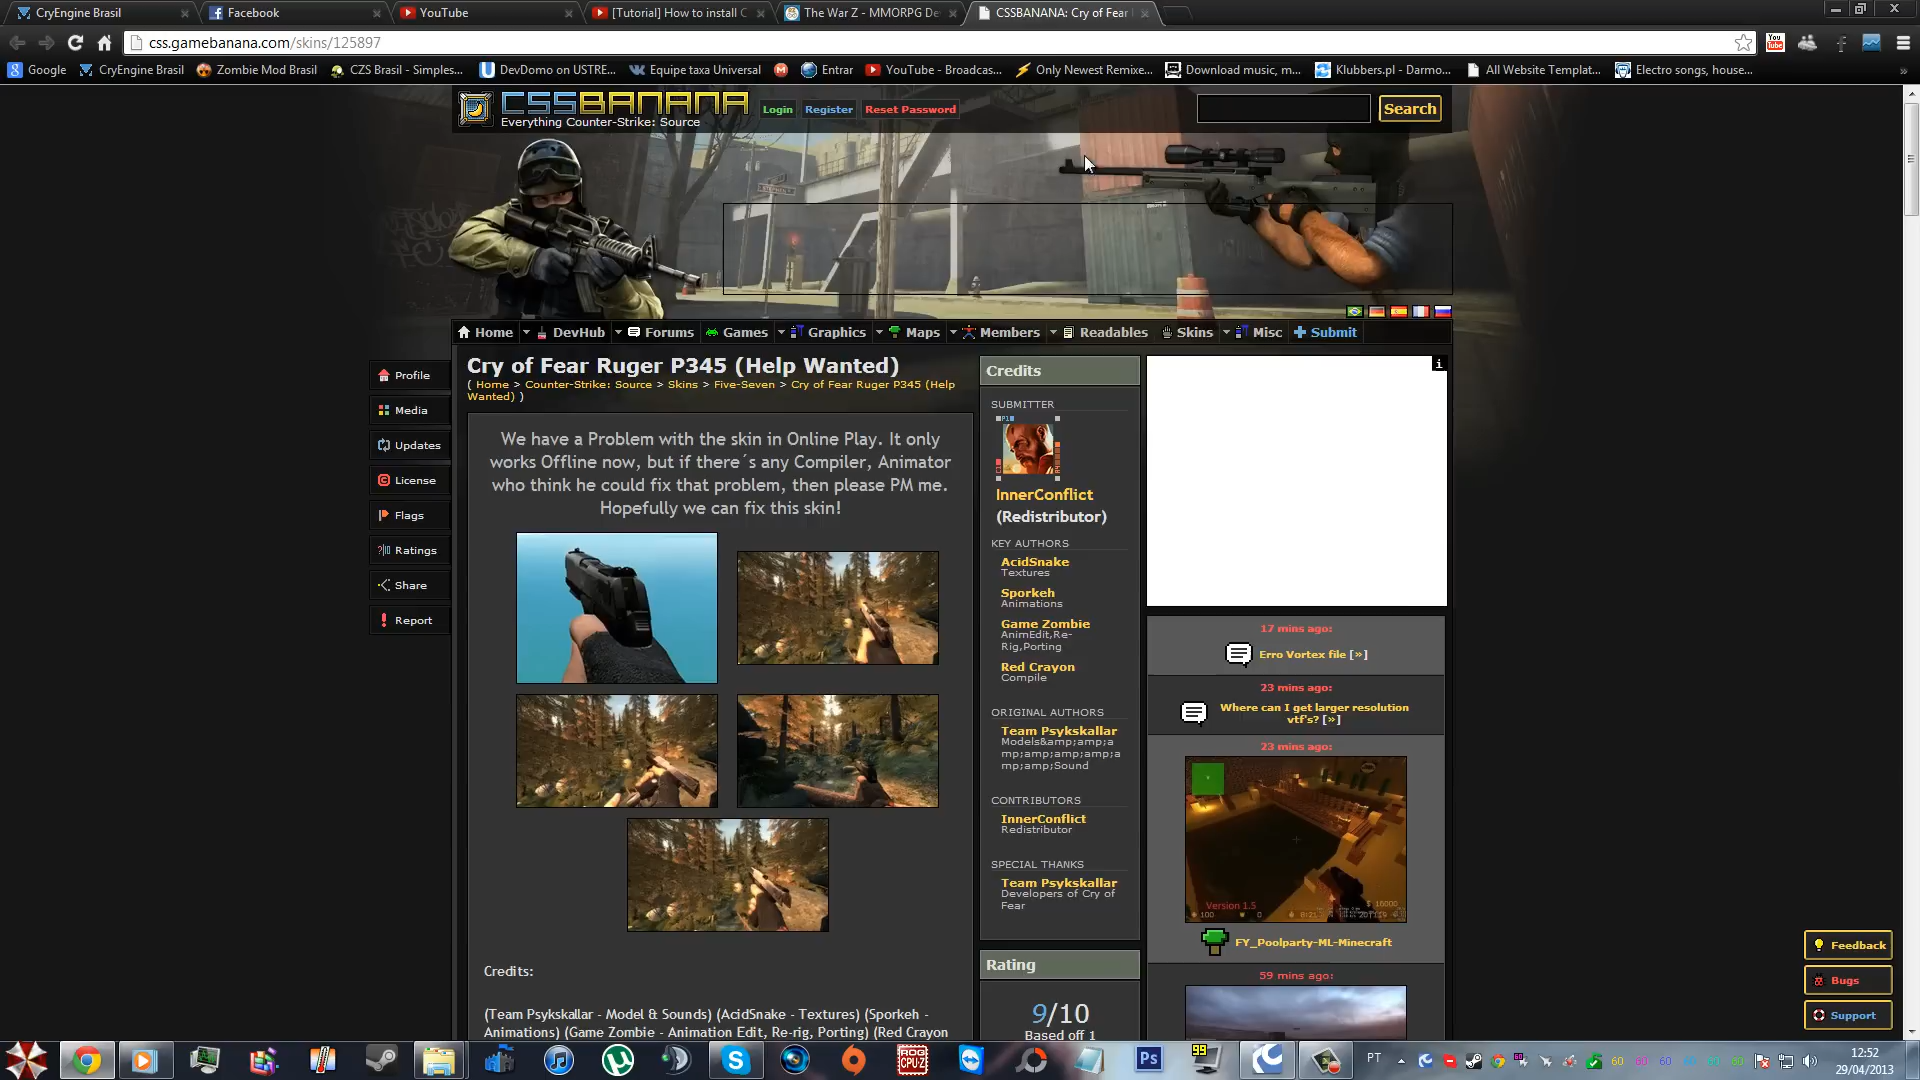 CryEngine Brasil
Facebook
YouTube
[Tutorial] How to install C
The War Z - MMORPG De
CSSBANANA: Cry of Fear
css.gamebanana.com/skins/125897
Google
CryEngine Brasil
Zombie Mod Brasil
CZS Brasil - Simples...
DevDomo on USTRE...
Equipe taxa Universal
Entrar
YouTube - Broadcas...
Only Newest Remixe...
Download music, m...
Klubbers.pl - Darmo...
All Website Templat...
Electro songs, house...
CSSBANANA
Everything Counter-Strike: Source
Login
Register
Reset Password
Search
Home
DevHub
Forums
Games
Graphics
Maps
Members
Readables
Skins
Misc
Submit
Profile
Media
Updates
License
Flags
Ratings
Share
Report
Cry of Fear Ruger P345 (Help Wanted)
( Home > Counter-Strike: Source > Skins > Five-Seven > Cry of Fear Ruger P345 (Help
Wanted) )
We have a Problem with the skin in Online Play. It only
works Offline now, but if there´s any Compiler, Animator
who think he could fix that problem, then please PM me.
Hopefully we can fix this skin!
Credits:
(Team Psykskallar - Model & Sounds) (AcidSnake - Textures) (Sporkeh -
Animations) (Game Zombie - Animation Edit, Re-rig, Porting) (Red Crayon
Credits
SUBMITTER
InnerConflict
(Redistributor)
KEY AUTHORS
AcidSnake
Textures
Sporkeh
Animations
Game Zombie
AnimEdit,Re-
Rig,Porting
Red Crayon
Compile
ORIGINAL AUTHORS
Team Psykskallar
Models&amp;amp;a
mp;amp;amp;amp;a
mp;amp;Sound
CONTRIBUTORS
InnerConflict
Redistributor
SPECIAL THANKS
Team Psykskallar
Developers of Cry of
Fear
Rating
9/10
Based off 1
17 mins ago:
Erro Vortex file [»]
23 mins ago:
Where can I get larger resolution
vtf's? [»]
23 mins ago:
Version 1.5
FY_Poolparty-ML-Minecraft
59 mins ago:
Feedback
Bugs
Support
PT
12:52
29/04/2013